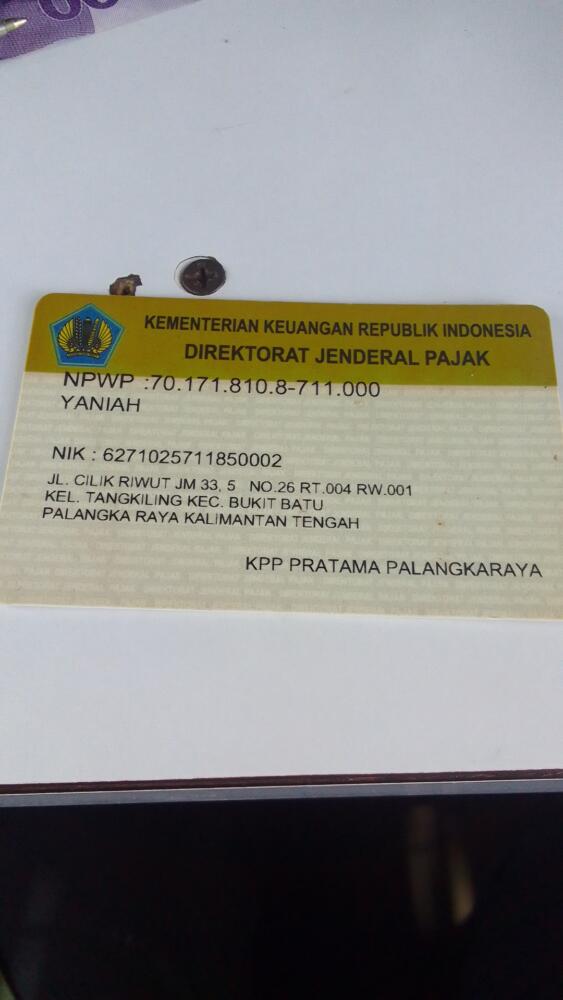 KEMENTERIAN KEUANGAN REPUBLIK INDONESIA
DIREKTORAT JENDERAL PAJAK
NPWP :70.171.810.8-711.000
YANIAH
NIK : 6271025711850002
JL. CILIK RIWUT JM 33, 5 NO.26 RT.004 RW.001
KEL. TANGKILING KEC. BUKIT BATU
PALANGKA RAYA KALIMANTAN TENGAH
KPP PRATAMA PALANGKARAYA